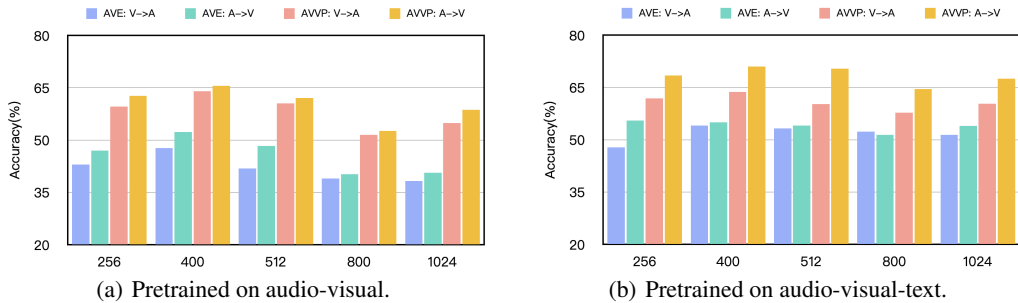 AVE: V->A AVE: A->V AVVP: V->A AVVP: A->V
80
65
50
35
20
Accuracy(%)
256 400 512 800 1024
(a) Pretrained on audio-visual.
AVE: V->A AVE: A->V AVVP: V->A AVVP: A->V
80
65
50
35
20
Accuracy(%)
256 400 512 800 1024
(b) Pretrained on audio-visual-text.